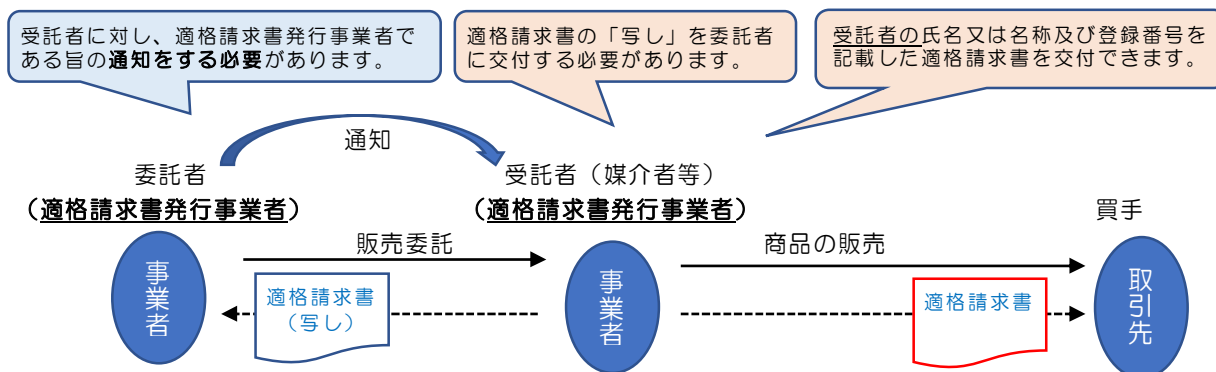 受託者に対し、適格請求書発行事業者で
ある旨の通知をする必要があります。
適格請求書の「写し」を委託者
に交付する必要があります。
受託者の氏名又は名称及び登録番号を
記載した適格請求書を交付できます。
通知
委託者
(適格請求書発行事業者)
受託者（媒介者等）
(適格請求書発行事業者)
買手
販売委託
商品の販売
事業者
適格請求書
（写し）
事業者
適格請求書
取引先